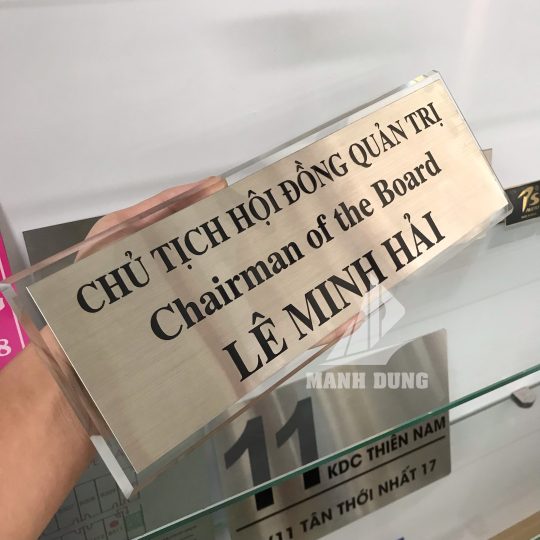 CHỦ TỊCH HỘI ĐỒNG QUẢN TRỊ
Chairman of the Board
LÊ MINH HẢI
MANH DUNG
11
KDC THIÊN NAM
11 TÂN THỚI NHẤT 17
8